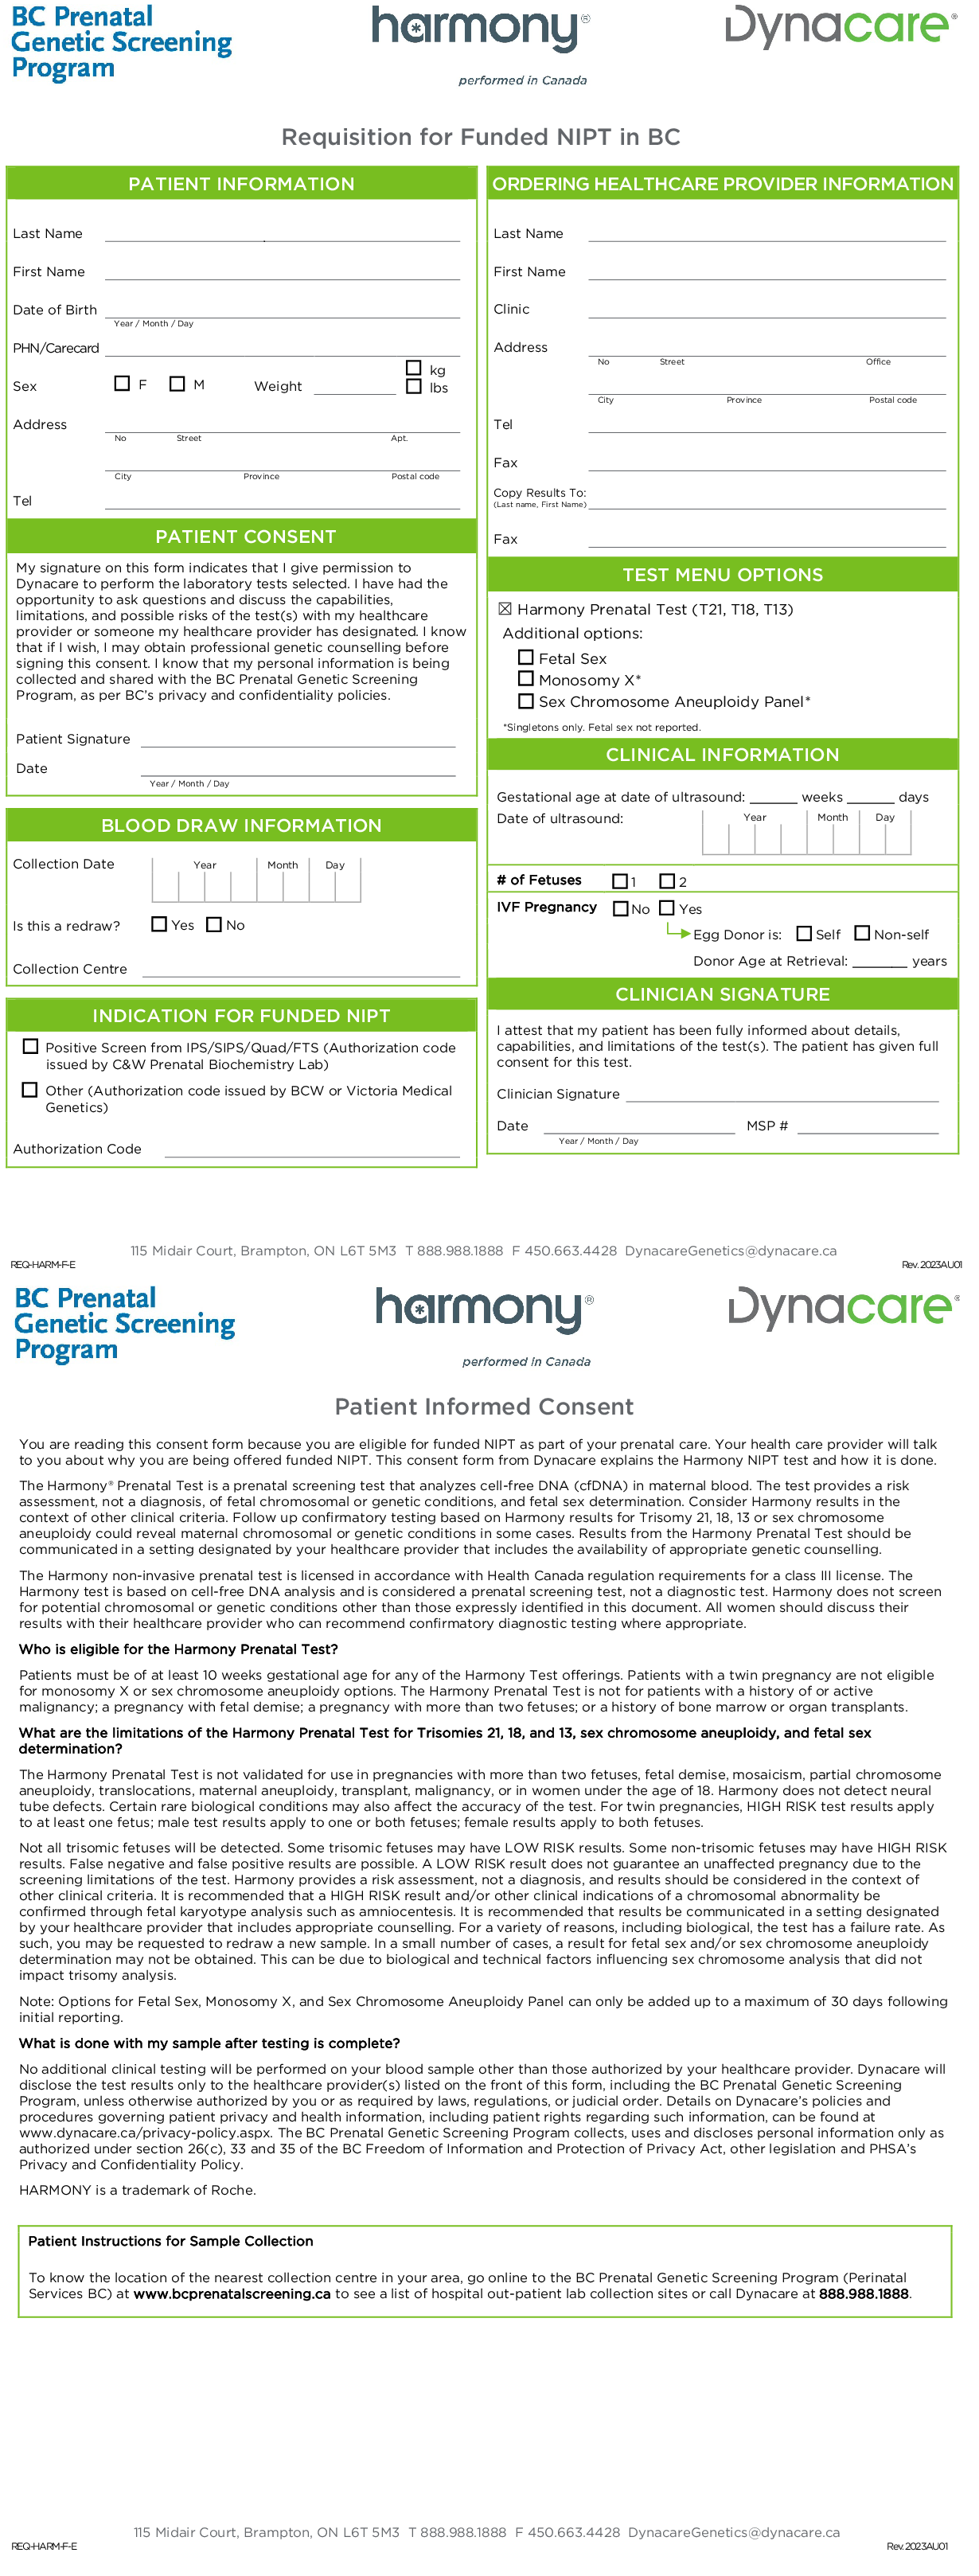 BC Prenatal
Genetic Screening
Program
harmony®
performed in Canada
Dynacare®
Requisition for Funded NIPT in BC
PATIENT INFORMATION
Last Name
First Name
Date of Birth
Year / Month / Day
PHN/Carecard
Sex F M Weight kg
lbs
Address
No Street Apt.
City Province Postal code
Tel
PATIENT CONSENT
My signature on this form indicates that I give permission to
Dynacare to perform the laboratory tests selected. I have had the
opportunity to ask questions and discuss the capabilities,
limitations, and possible risks of the test(s) with my healthcare
provider or someone my healthcare provider has designated. I know
that if I wish, I may obtain professional genetic counselling before
signing this consent. I know that my personal information is being
collected and shared with the BC Prenatal Genetic Screening
Program, as per BC's privacy and confidentiality policies.
Patient Signature
Date
Year / Month / Day
BLOOD DRAW INFORMATION
Collection Date Year Month Day
Is this a redraw? Yes No
Collection Centre
INDICATION FOR FUNDED NIPT
Positive Screen from IPS/SIPS/Quad/FTS (Authorization code
issued by C&W Prenatal Biochemistry Lab)
Other (Authorization code issued by BCW or Victoria Medical
Genetics)
Authorization Code
ORDERING HEALTHCARE PROVIDER INFORMATION
Last Name
First Name
Clinic
Address
No Street Office
City Province Postal code
Tel
Fax
Copy Results To:
(Last name, First Name)
Fax
TEST MENU OPTIONS
☒ Harmony Prenatal Test (T21, T18, T13)
Additional options:
Fetal Sex
Monosomy X*
Sex Chromosome Aneuploidy Panel*
*Singletons only. Fetal sex not reported.
CLINICAL INFORMATION
Gestational age at date of ultrasound: ______ weeks ______ days
Date of ultrasound: Year Month Day
# of Fetuses 1 2
IVF Pregnancy No Yes
Egg Donor is: Self Non-self
Donor Age at Retrieval: _______ years
CLINICIAN SIGNATURE
I attest that my patient has been fully informed about details,
capabilities, and limitations of the test(s). The patient has given full
consent for this test.
Clinician Signature
Date MSP #
Year / Month / Day
115 Midair Court, Brampton, ON L6T 5M3 T 888.988.1888 F 450.663.4428 DynacareGenetics@dynacare.ca
REQ-HARM-F-E Rev. 2023AU01
BC Prenatal
Genetic Screening
Program
harmony®
performed in Canada
Dynacare®
Patient Informed Consent
You are reading this consent form because you are eligible for funded NIPT as part of your prenatal care. Your health care provider will talk
to you about why you are being offered funded NIPT. This consent form from Dynacare explains the Harmony NIPT test and how it is done.
The Harmony® Prenatal Test is a prenatal screening test that analyzes cell-free DNA (cfDNA) in maternal blood. The test provides a risk
assessment, not a diagnosis, of fetal chromosomal or genetic conditions, and fetal sex determination. Consider Harmony results in the
context of other clinical criteria. Follow up confirmatory testing based on Harmony results for Trisomy 21, 18, 13 or sex chromosome
aneuploidy could reveal maternal chromosomal or genetic conditions in some cases. Results from the Harmony Prenatal Test should be
communicated in a setting designated by your healthcare provider that includes the availability of appropriate genetic counselling.
The Harmony non-invasive prenatal test is licensed in accordance with Health Canada regulation requirements for a class III license. The
Harmony test is based on cell-free DNA analysis and is considered a prenatal screening test, not a diagnostic test. Harmony does not screen
for potential chromosomal or genetic conditions other than those expressly identified in this document. All women should discuss their
results with their healthcare provider who can recommend confirmatory diagnostic testing where appropriate.
Who is eligible for the Harmony Prenatal Test?
Patients must be of at least 10 weeks gestational age for any of the Harmony Test offerings. Patients with a twin pregnancy are not eligible
for monosomy X or sex chromosome aneuploidy options. The Harmony Prenatal Test is not for patients with a history of or active
malignancy; a pregnancy with fetal demise; a pregnancy with more than two fetuses; or a history of bone marrow or organ transplants.
What are the limitations of the Harmony Prenatal Test for Trisomies 21, 18, and 13, sex chromosome aneuploidy, and fetal sex
determination?
The Harmony Prenatal Test is not validated for use in pregnancies with more than two fetuses, fetal demise, mosaicism, partial chromosome
aneuploidy, translocations, maternal aneuploidy, transplant, malignancy, or in women under the age of 18. Harmony does not detect neural
tube defects. Certain rare biological conditions may also affect the accuracy of the test. For twin pregnancies, HIGH RISK test results apply
to at least one fetus; male test results apply to one or both fetuses; female results apply to both fetuses.
Not all trisomic fetuses will be detected. Some trisomic fetuses may have LOW RISK results. Some non-trisomic fetuses may have HIGH RISK
results. False negative and false positive results are possible. A LOW RISK result does not guarantee an unaffected pregnancy due to the
screening limitations of the test. Harmony provides a risk assessment, not a diagnosis, and results should be considered in the context of
other clinical criteria. It is recommended that a HIGH RISK result and/or other clinical indications of a chromosomal abnormality be
confirmed through fetal karyotype analysis such as amniocentesis. It is recommended that results be communicated in a setting designated
by your healthcare provider that includes appropriate counselling. For a variety of reasons, including biological, the test has a failure rate. As
such, you may be requested to redraw a new sample. In a small number of cases, a result for fetal sex and/or sex chromosome aneuploidy
determination may not be obtained. This can be due to biological and technical factors influencing sex chromosome analysis that did not
impact trisomy analysis.
Note: Options for Fetal Sex, Monosomy X, and Sex Chromosome Aneuploidy Panel can only be added up to a maximum of 30 days following
initial reporting.
What is done with my sample after testing is complete?
No additional clinical testing will be performed on your blood sample other than those authorized by your healthcare provider. Dynacare will
disclose the test results only to the healthcare provider(s) listed on the front of this form, including the BC Prenatal Genetic Screening
Program, unless otherwise authorized by you or as required by laws, regulations, or judicial order. Details on Dynacare's policies and
procedures governing patient privacy and health information, including patient rights regarding such information, can be found at
www.dynacare.ca/privacy-policy.aspx. The BC Prenatal Genetic Screening Program collects, uses and discloses personal information only as
authorized under section 26(c), 33 and 35 of the BC Freedom of Information and Protection of Privacy Act, other legislation and PHSA's
Privacy and Confidentiality Policy.
HARMONY is a trademark of Roche.
Patient Instructions for Sample Collection
To know the location of the nearest collection centre in your area, go online to the BC Prenatal Genetic Screening Program (Perinatal
Services BC) at www.bcprenatalscreening.ca to see a list of hospital out-patient lab collection sites or call Dynacare at 888.988.1888.
115 Midair Court, Brampton, ON L6T 5M3 T 888.988.1888 F 450.663.4428 DynacareGenetics@dynacare.ca
REQ-HARM-F-E Rev. 2023AU01